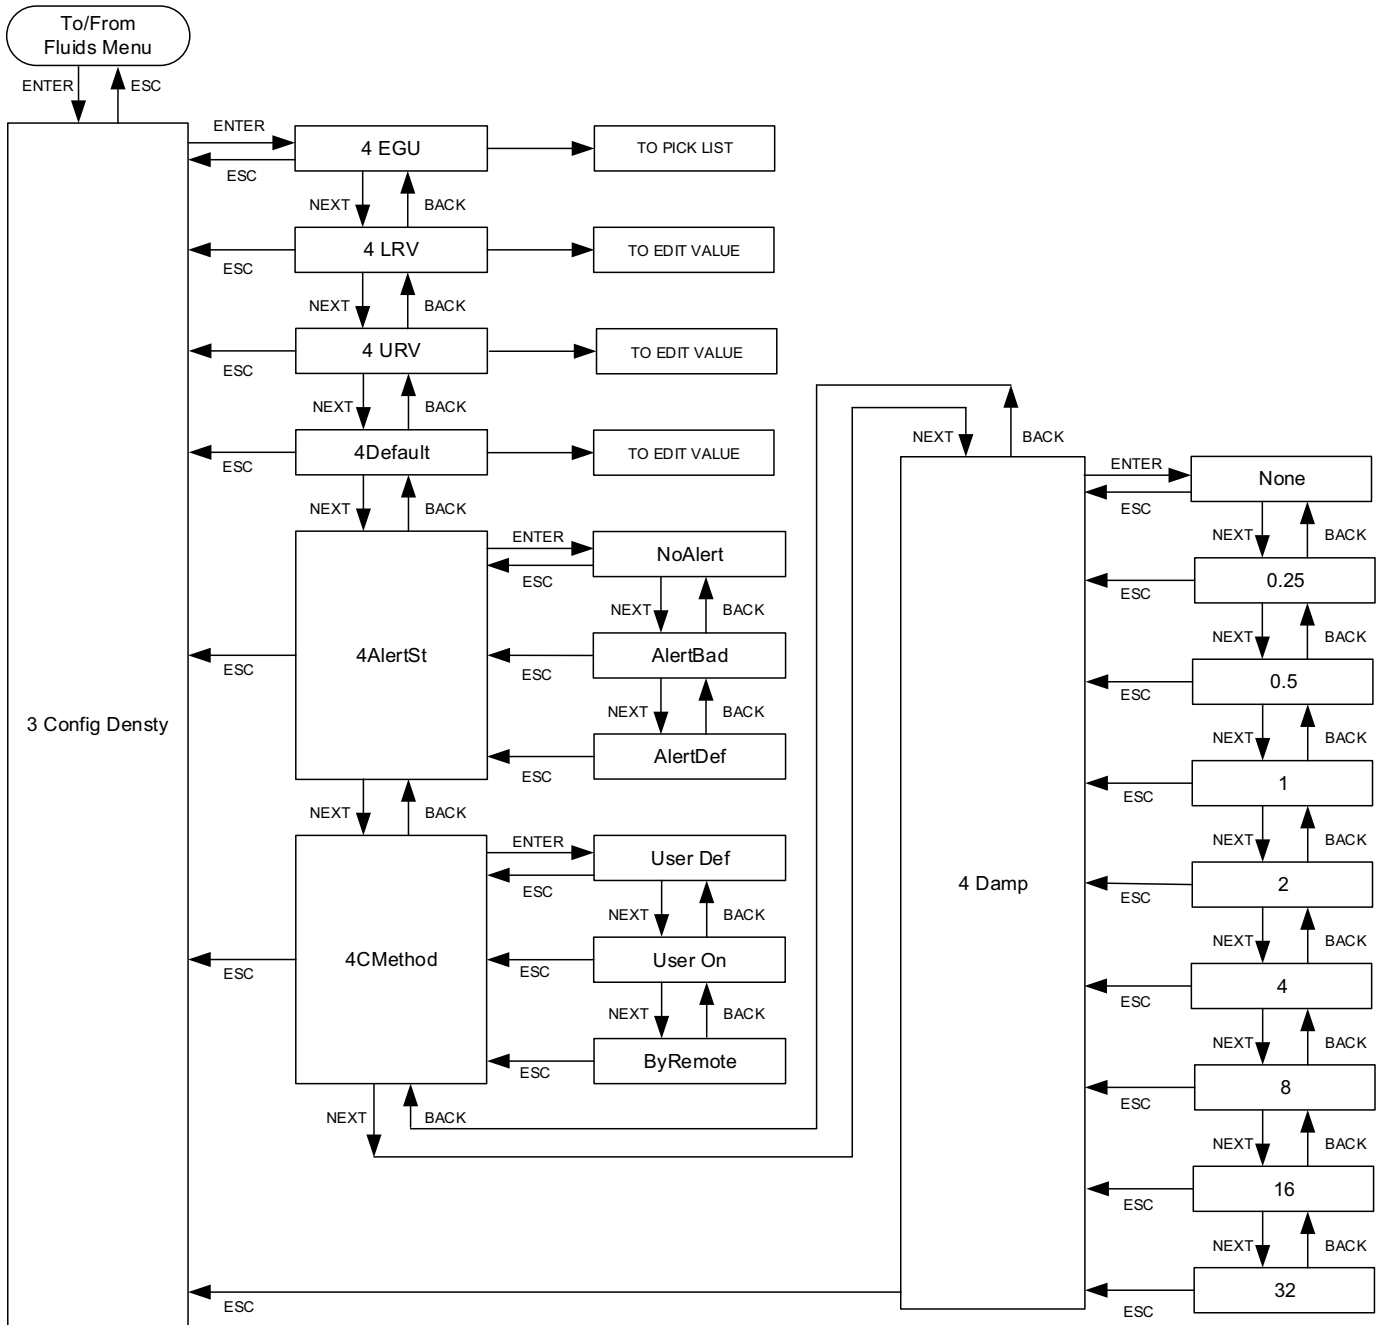 To/From
Fluids Menu
ENTER
ESC
3 Config Densty
ENTER
ESC
4 EGU
TO PICK LIST
NEXT
BACK
ESC
4 LRV
TO EDIT VALUE
NEXT
BACK
ESC
4 URV
TO EDIT VALUE
NEXT
BACK
ESC
4Default
TO EDIT VALUE
NEXT
BACK
ESC
4AlertSt
ENTER
ESC
NoAlert
NEXT
BACK
ESC
AlertBad
NEXT
BACK
ESC
AlertDef
NEXT
BACK
ESC
4CMethod
ENTER
ESC
User Def
NEXT
BACK
ESC
User On
NEXT
BACK
ESC
ByRemote
NEXT
BACK
NEXT
BACK
ESC
4 Damp
ENTER
ESC
None
NEXT
BACK
ESC
0.25
NEXT
BACK
ESC
0.5
NEXT
BACK
ESC
1
NEXT
BACK
ESC
2
NEXT
BACK
ESC
4
NEXT
BACK
ESC
8
NEXT
BACK
ESC
16
NEXT
BACK
ESC
32